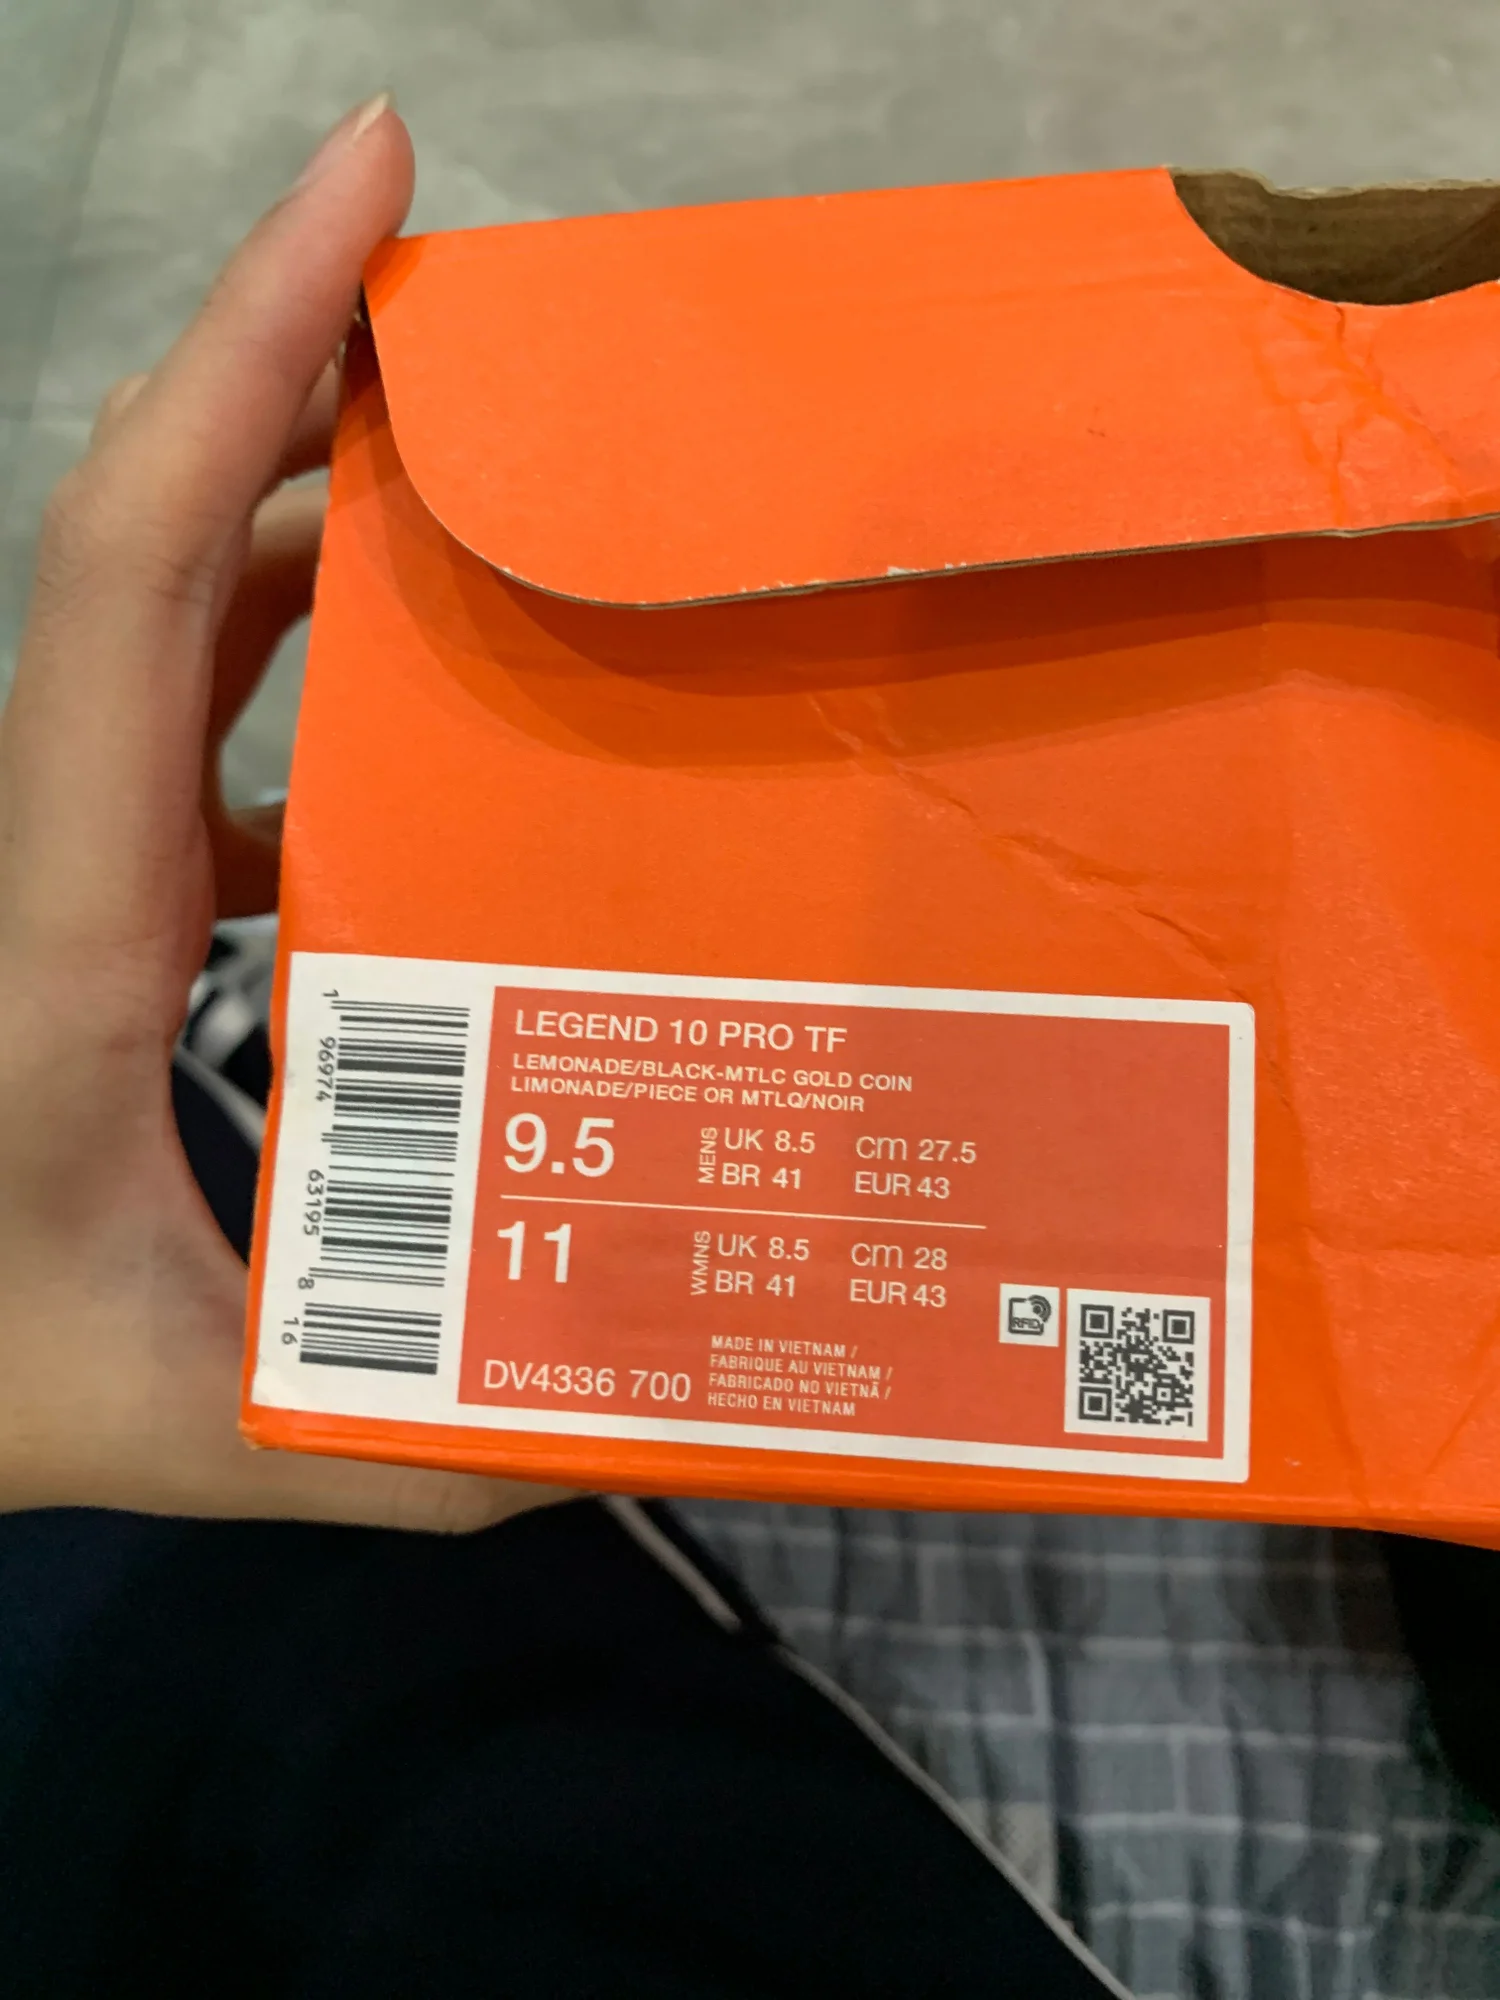 LEGEND 10 PRO TF
LEMONADE/BLACK-MTLC GOLD COIN
LIMONADE/PIECE OR MTLQ/NOIR
9.5 MENS UK 8.5 cm 27.5
BR 41 EUR 43
11 WMNS UK 8.5 cm 28
BR 41 EUR 43
RFID
DV4336 700
MADE IN VIETNAM /
FABRIQUE AU VIETNAM /
FABRICADO NO VIETNÃ /
HECHO EN VIETNAM
1 96974 63195 8 16